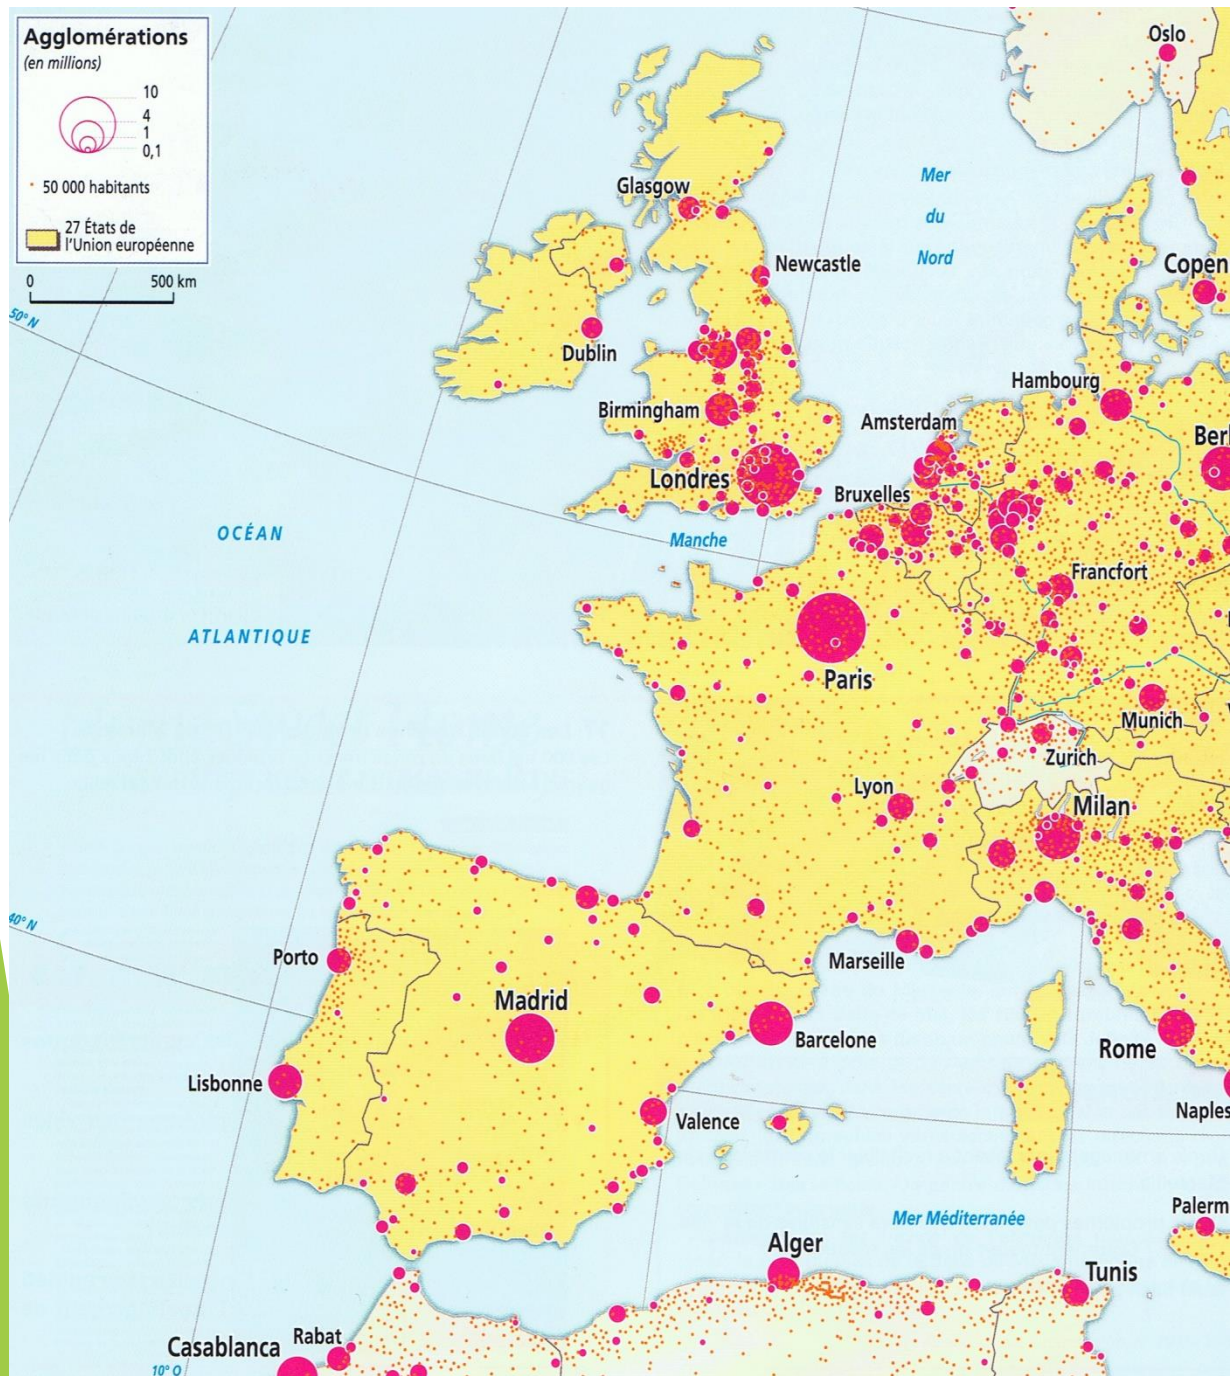 Agglomérations
(en millions)
10
4
1
0,1
50 000 habitants
27 États de
l'Union européenne
0
500 km
50° N
Oslo
Mer
du
Nord
Glasgow
Newcastle
Copen
Dublin
Hambourg
Birmingham
Amsterdam
Berl
Londres
Bruxelles
OCÉAN
Manche
Francfort
ATLANTIQUE
Paris
Munich
Zurich
Lyon
Milan
40° N
Porto
Marseille
Madrid
Barcelone
Rome
Lisbonne
Valence
Naples
Palerm
Mer Méditerranée
Alger
Tunis
Casablanca
Rabat
10° O